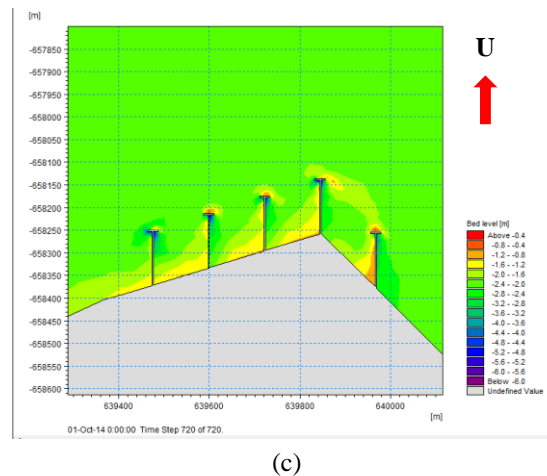 [m]
-657850
-657900
-657950
-658000
-658050
-658100
-658150
-658200
-658250
-658300
-658350
-658400
-658450
-658500
-658550
-658600
639400 639600 639800 640000
[m]
01-Oct-14 0:00:00 Time Step 720 of 720.
U
Bed level [m]
Above -0.4
-0.8 - -0.4
-1.2 - -0.8
-1.6 - -1.2
-2.0 - -1.6
-2.4 - -2.0
-2.8 - -2.4
-3.2 - -2.8
-3.6 - -3.2
-4.0 - -3.6
-4.4 - -4.0
-4.8 - -4.4
-5.2 - -4.8
-5.6 - -5.2
-6.0 - -5.6
Below -6.0
Undefined Value
(c)